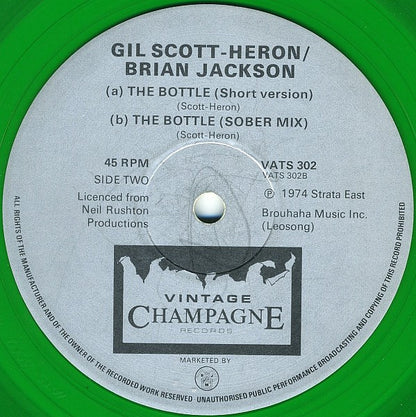 GIL SCOTT-HERON/
BRIAN JACKSON
(a) THE BOTTLE (Short version)
(Scott-Heron)
(b) THE BOTTLE (SOBER MIX)
(Scott-Heron)
45 RPM
SIDE TWO
Licenced from
Neil Rushton
Productions
VATS 302
VATS 302B
℗ 1974 Strata East
Brouhaha Music Inc.
(Leosong)
VINTAGE
CHAMPAGNE
RECORDS
MARKETED BY
ALL RIGHTS OF THE MANUFACTURER AND OF THE OWNER OF THE RECORDED WORK RESERVED UNAUTHORISED PUBLIC PERFORMANCE BROADCASTING AND COPYING OF THIS RECORD PROHIBITED